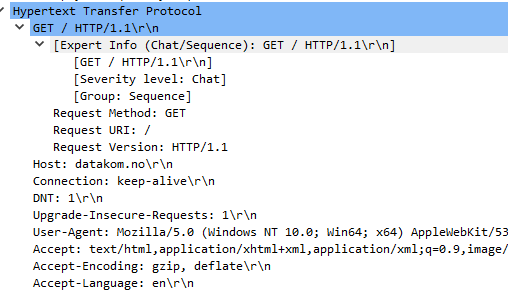 Hypertext Transfer Protocol
GET / HTTP/1.1\r\n
[Expert Info (Chat/Sequence): GET / HTTP/1.1\r\n]
[GET / HTTP/1.1\r\n]
[Severity level: Chat]
[Group: Sequence]
Request Method: GET
Request URI: /
Request Version: HTTP/1.1
Host: datakom.no\r\n
Connection: keep-alive\r\n
DNT: 1\r\n
Upgrade-Insecure-Requests: 1\r\n
User-Agent: Mozilla/5.0 (Windows NT 10.0; Win64; x64) AppleWebKit/53
Accept: text/html,application/xhtml+xml,application/xml;q=0.9,image/
Accept-Encoding: gzip, deflate\r\n
Accept-Language: en\r\n